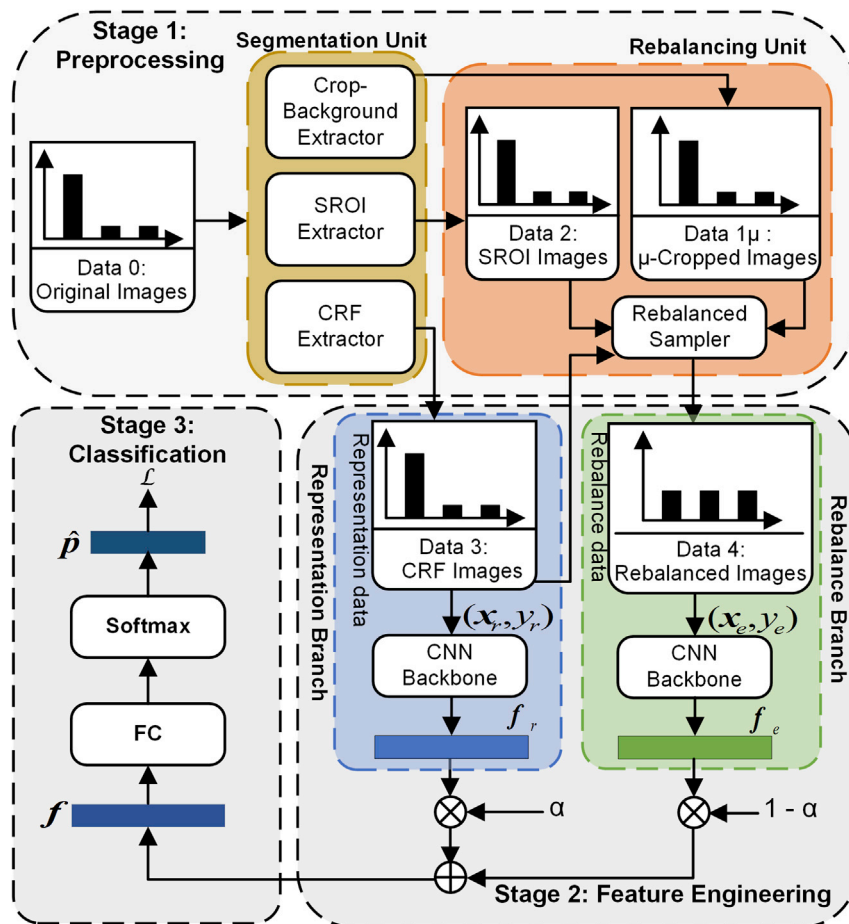 Stage 1:
Preprocessing
Segmentation Unit
Rebalancing Unit
Crop-
Background
Extractor
SROI
Extractor
CRF
Extractor
Data 0:
Original Images
Data 2:
SROI Images
Data 1μ :
μ-Cropped Images
Rebalanced
Sampler
Stage 3:
Classification
ℒ
p̂
Softmax
FC
f
Representation Branch
Representation data
Data 3:
CRF Images
(x_r, y_r)
CNN
Backbone
f_r
α
Rebalance data
Rebalance Branch
Data 4:
Rebalanced Images
(x_e, y_e)
CNN
Backbone
f_e
1 - α
Stage 2: Feature Engineering